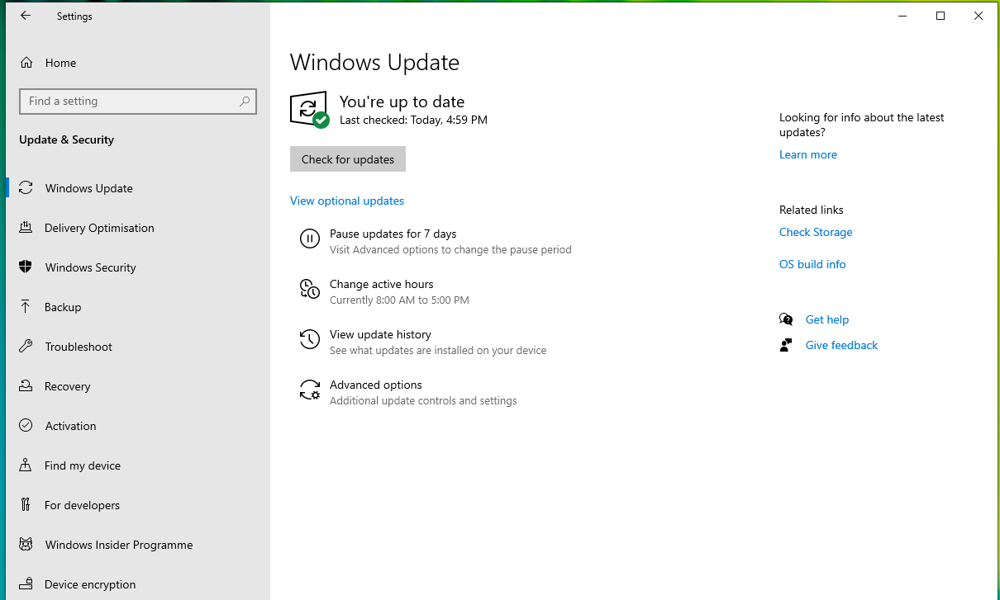 Settings
Home
Find a setting
Update & Security
Windows Update
Delivery Optimisation
Windows Security
Backup
Troubleshoot
Recovery
Activation
Find my device
For developers
Windows Insider Programme
Device encryption
Windows Update
You're up to date
Last checked: Today, 4:59 PM
Check for updates
View optional updates
Pause updates for 7 days
Visit Advanced options to change the pause period
Change active hours
Currently 8:00 AM to 5:00 PM
View update history
See what updates are installed on your device
Advanced options
Additional update controls and settings
Looking for info about the latest
updates?
Learn more
Related links
Check Storage
OS build info
Get help
Give feedback